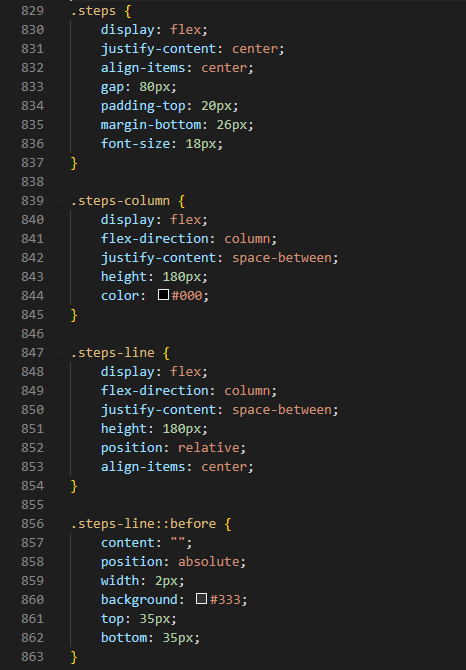 829 .steps {
830     display: flex;
831     justify-content: center;
832     align-items: center;
833     gap: 80px;
834     padding-top: 20px;
835     margin-bottom: 26px;
836     font-size: 18px;
837 }
838
839 .steps-column {
840     display: flex;
841     flex-direction: column;
842     justify-content: space-between;
843     height: 180px;
844     color: #000;
845 }
846
847 .steps-line {
848     display: flex;
849     flex-direction: column;
850     justify-content: space-between;
851     height: 180px;
852     position: relative;
853     align-items: center;
854 }
855
856 .steps-line::before {
857     content: "";
858     position: absolute;
859     width: 2px;
860     background: #333;
861     top: 35px;
862     bottom: 35px;
863 }